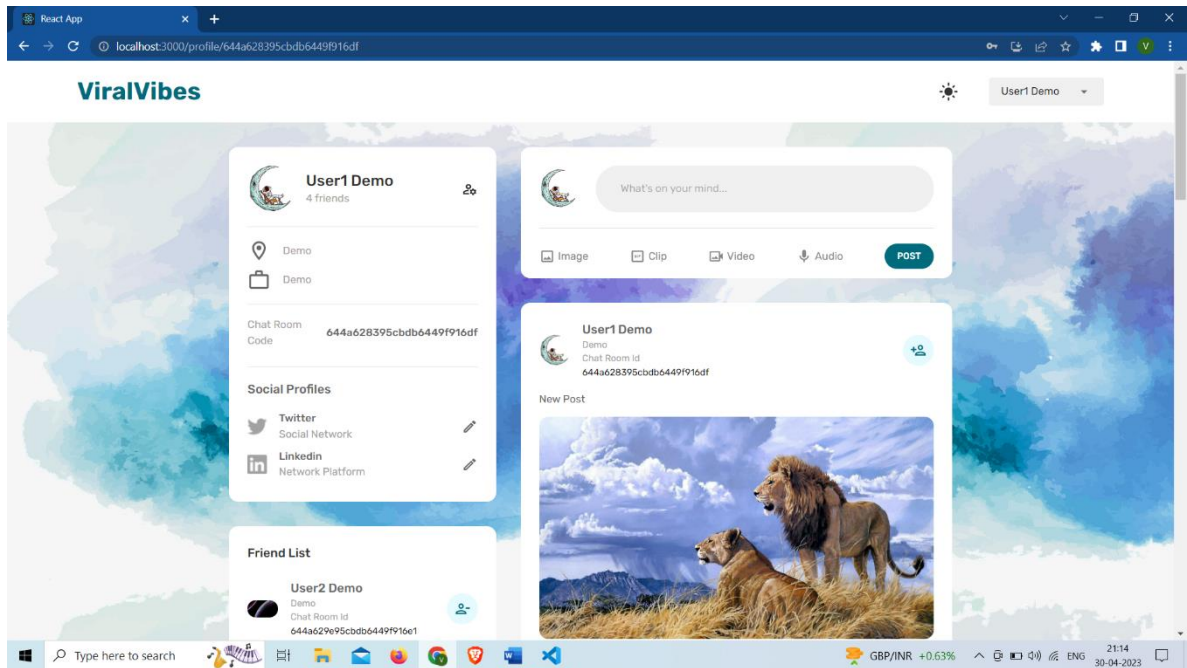 React App
localhost:3000/profile/644a628395cbdb6449f916df
V
ViralVibes
User1 Demo
User1 Demo
4 friends
Demo
Demo
Chat Room
Code
644a628395cbdb6449f916df
Social Profiles
Twitter
Social Network
in
Linkedin
Network Platform
Friend List
User2 Demo
Demo
Chat Room Id
644a629e95cbdb6449f916e1
What's on your mind...
Image
Clip
Video
Audio
POST
User1 Demo
Demo
Chat Room Id
644a628395cbdb6449f916df
New Post
Type here to search
GBP/INR +0.63%
ENG
21:14
30-04-2023